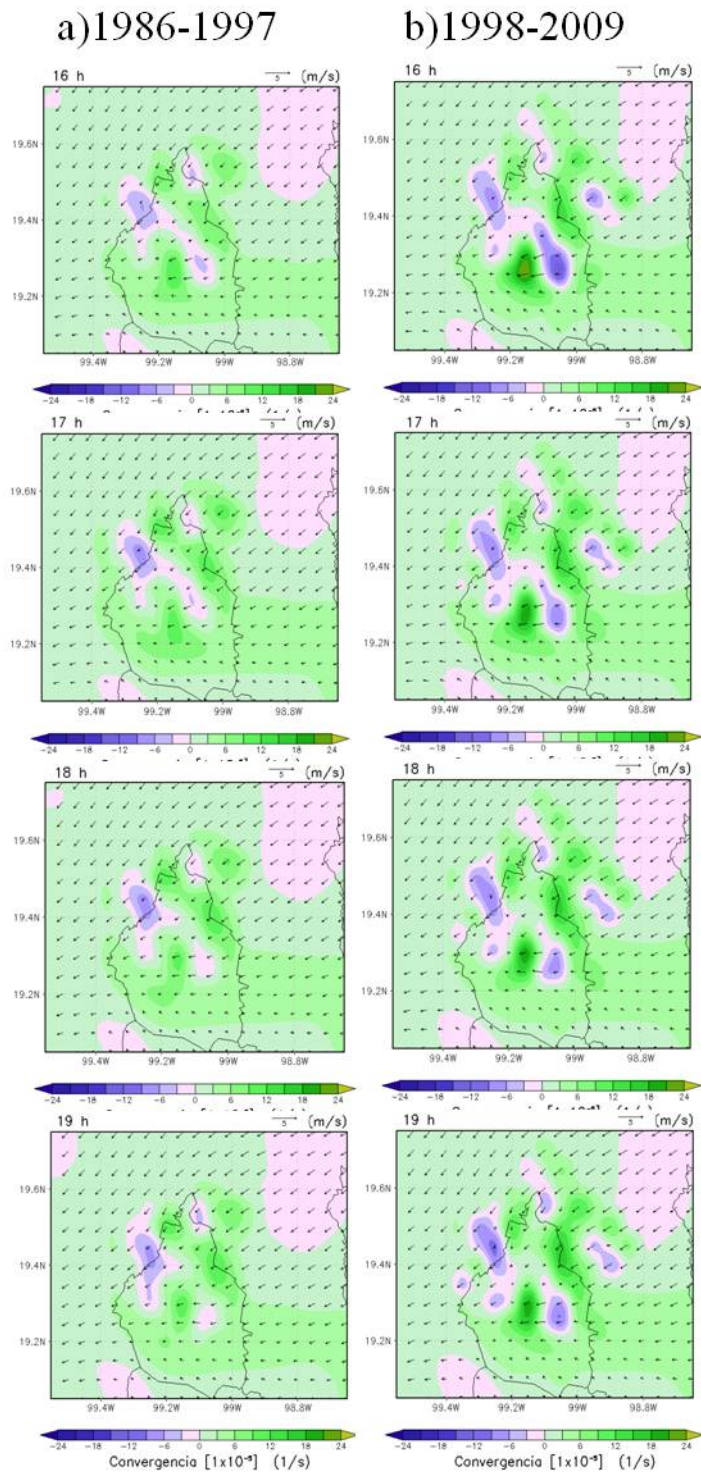 a)1986-1997 b)1998-2009
16 h 5 (m/s) 16 h 5 (m/s)
19.6N 19.6N
19.4N 19.4N
19.2N 19.2N
99.4W 99.2W 99W 98.8W 99.4W 99.2W 99W 98.8W
−24 −18 −12 −6 0 6 12 18 24 −24 −18 −12 −6 0 6 12 18 24
17 h 5 (m/s) 17 h 5 (m/s)
19.6N 19.6N
19.4N 19.4N
19.2N 19.2N
99.4W 99.2W 99W 98.8W 99.4W 99.2W 99W 98.8W
−24 −18 −12 −6 0 6 12 18 24 −24 −18 −12 −6 0 6 12 18 24
18 h 5 (m/s) 18 h 5 (m/s)
19.6N 19.6N
19.4N 19.4N
19.2N 19.2N
99.4W 99.2W 99W 98.8W 99.4W 99.2W 99W 98.8W
−24 −18 −12 −6 0 6 12 18 24 −24 −18 −12 −6 0 6 12 18 24
19 h 5 (m/s) 19 h 5 (m/s)
19.6N 19.6N
19.4N 19.4N
19.2N 19.2N
99.4W 99.2W 99W 98.8W 99.4W 99.2W 99W 98.8W
−24 −18 −12 −6 0 6 12 18 24 −24 −18 −12 −6 0 6 12 18 24
Convergencia [1x10⁻⁵] (1/s) Convergencia [1x10⁻⁵] (1/s)